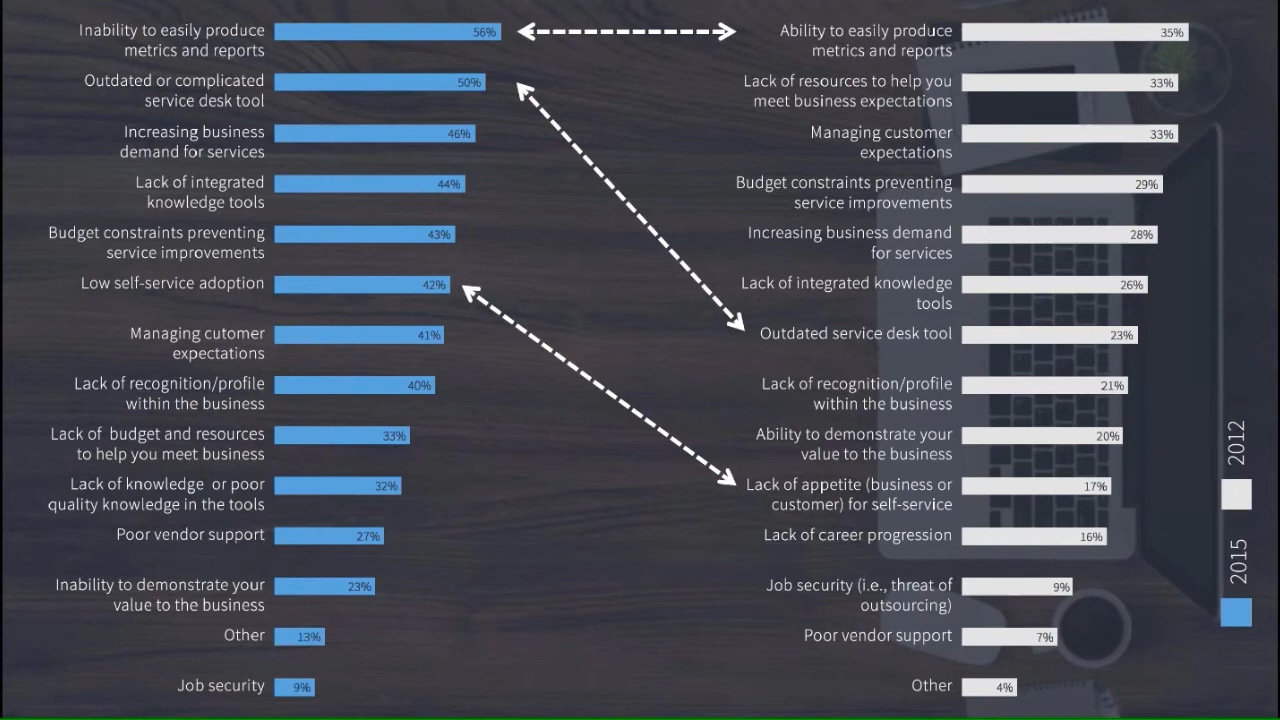 Inability to easily produce
metrics and reports
56%
Outdated or complicated
service desk tool
50%
Increasing business
demand for services
46%
Lack of integrated
knowledge tools
44%
Budget constraints preventing
service improvements
43%
Low self-service adoption
42%
Managing cutomer
expectations
41%
Lack of recognition/profile
within the business
40%
Lack of budget and resources
to help you meet business
33%
Lack of knowledge or poor
quality knowledge in the tools
32%
Poor vendor support
27%
Inability to demonstrate your
value to the business
23%
Other
13%
Job security
9%
Ability to easily produce
metrics and reports
35%
Lack of resources to help you
meet business expectations
33%
Managing customer
expectations
33%
Budget constraints preventing
service improvements
29%
Increasing business demand
for services
28%
Lack of integrated knowledge
tools
26%
Outdated service desk tool
23%
Lack of recognition/profile
within the business
21%
Ability to demonstrate your
value to the business
20%
Lack of appetite (business or
customer) for self-service
17%
Lack of career progression
16%
Job security (i.e., threat of
outsourcing)
9%
Poor vendor support
7%
Other
4%
2012
2015